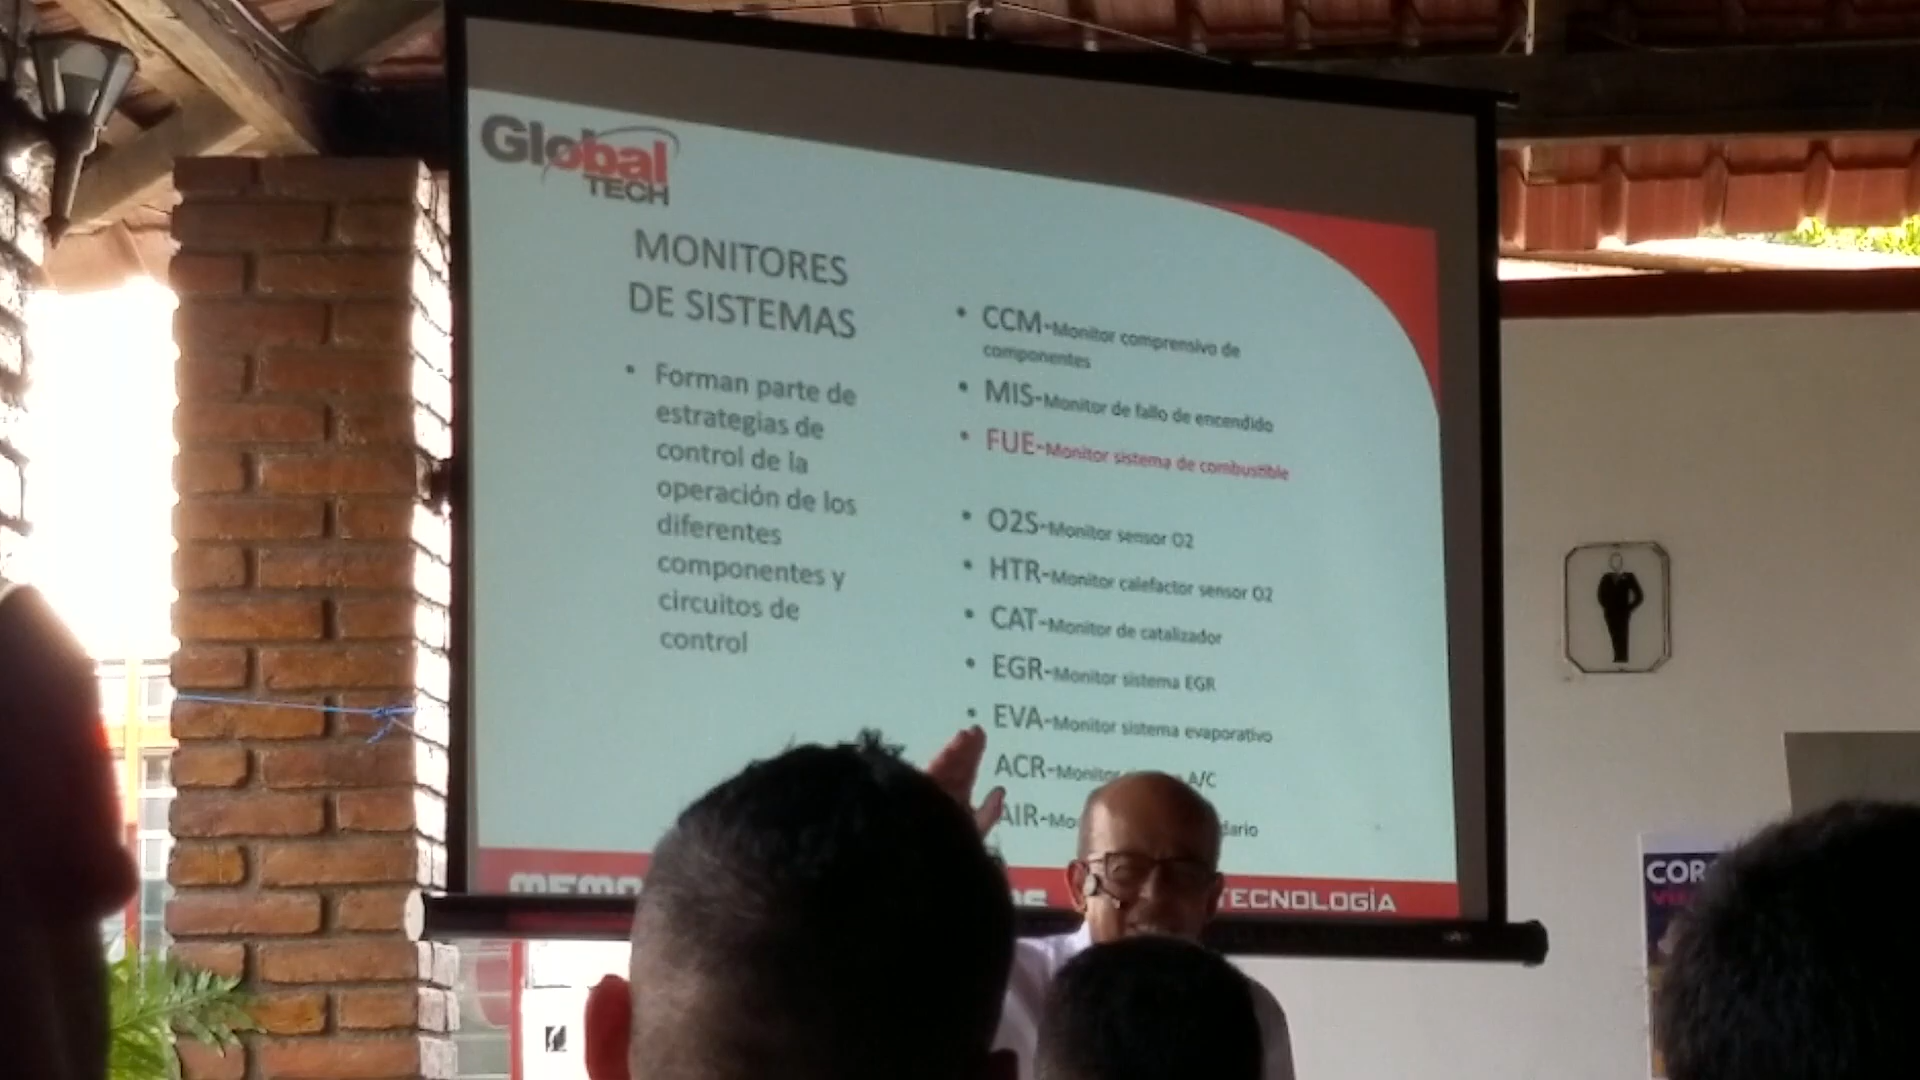 Global
TECH
MONITORES
DE SISTEMAS
• Forman parte de
estrategias de
control de la
operación de los
diferentes
componentes y
circuitos de
control
• CCM-Monitor comprensivo de
componentes
• MIS-Monitor de fallo de encendido
• FUE-Monitor sistema de combustible
• O2S-Monitor sensor O2
• HTR-Monitor calefactor sensor O2
• CAT-Monitor de catalizador
• EGR-Monitor sistema EGR
• EVA-Monitor sistema evaporativo
ACR-Monitor A/C
AIR-
TECNOLOGÍA